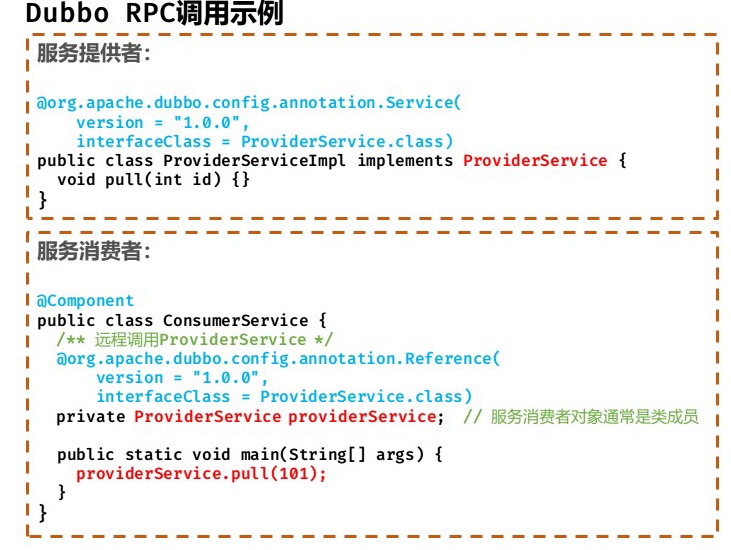 Dubbo RPC调用示例
服务提供者：
@org.apache.dubbo.config.annotation.Service(
version = "1.0.0",
interfaceClass = ProviderService.class)
public class ProviderServiceImpl implements ProviderService {
void pull(int id) {}
}
服务消费者：
@Component
public class ConsumerService {
/** 远程调用ProviderService */
@org.apache.dubbo.config.annotation.Reference(
version = "1.0.0",
interfaceClass = ProviderService.class)
private ProviderService providerService; // 服务消费者对象通常是类成员
public static void main(String[] args) {
providerService.pull(101);
}
}